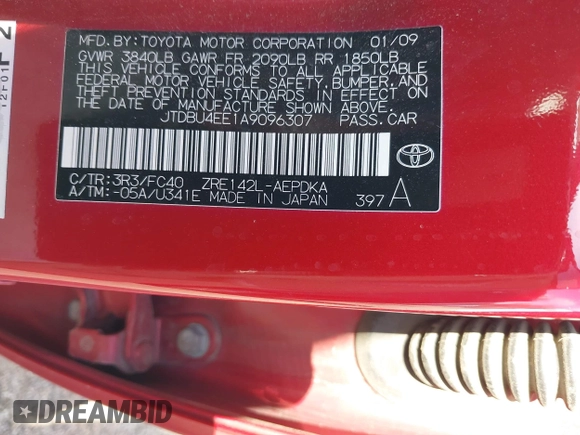 MFD. BY: TOYOTA MOTOR CORPORATION 01/09
GVWR 3840LB GAWR FR 2090LB RR 1850LB
THIS VEHICLE CONFORMS TO ALL APPLICABLE
FEDERAL MOTOR VEHICLE SAFETY, BUMPER, AND
THEFT PREVENTION STANDARDS IN EFFECT ON
THE DATE OF MANUFACTURE SHOWN ABOVE.
JTDBU4EE1A9096307 PASS.CAR
C/TR:3R3/FC40 ZRE142L-AEPDKA
A/TM:-05A/U341E MADE IN JAPAN 397 A
12F01
F 2
DREAMBID